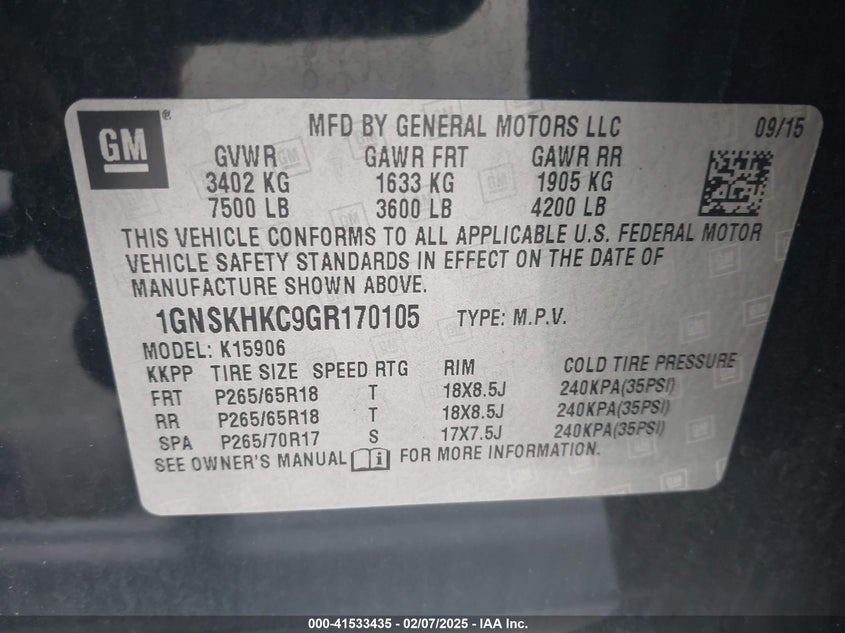 GM®
MFD BY GENERAL MOTORS LLC 09/15
GVWR GAWR FRT GAWR RR
3402 KG 1633 KG 1905 KG
7500 LB 3600 LB 4200 LB
THIS VEHICLE CONFORMS TO ALL APPLICABLE U.S. FEDERAL MOTOR
VEHICLE SAFETY STANDARDS IN EFFECT ON THE DATE OF
MANUFACTURE SHOWN ABOVE.
1GNSKHKC9GR170105 TYPE: M.P.V.
MODEL: K15906
KKPP TIRE SIZE SPEED RTG RIM COLD TIRE PRESSURE
FRT P265/65R18 T 18X8.5J 240KPA(35PSI)
RR P265/65R18 T 18X8.5J 240KPA(35PSI)
SPA P265/70R17 S 17X7.5J 240KPA(35PSI)
SEE OWNER'S MANUAL FOR MORE INFORMATION.
000-41533435 - 02/07/2025 - IAA Inc.